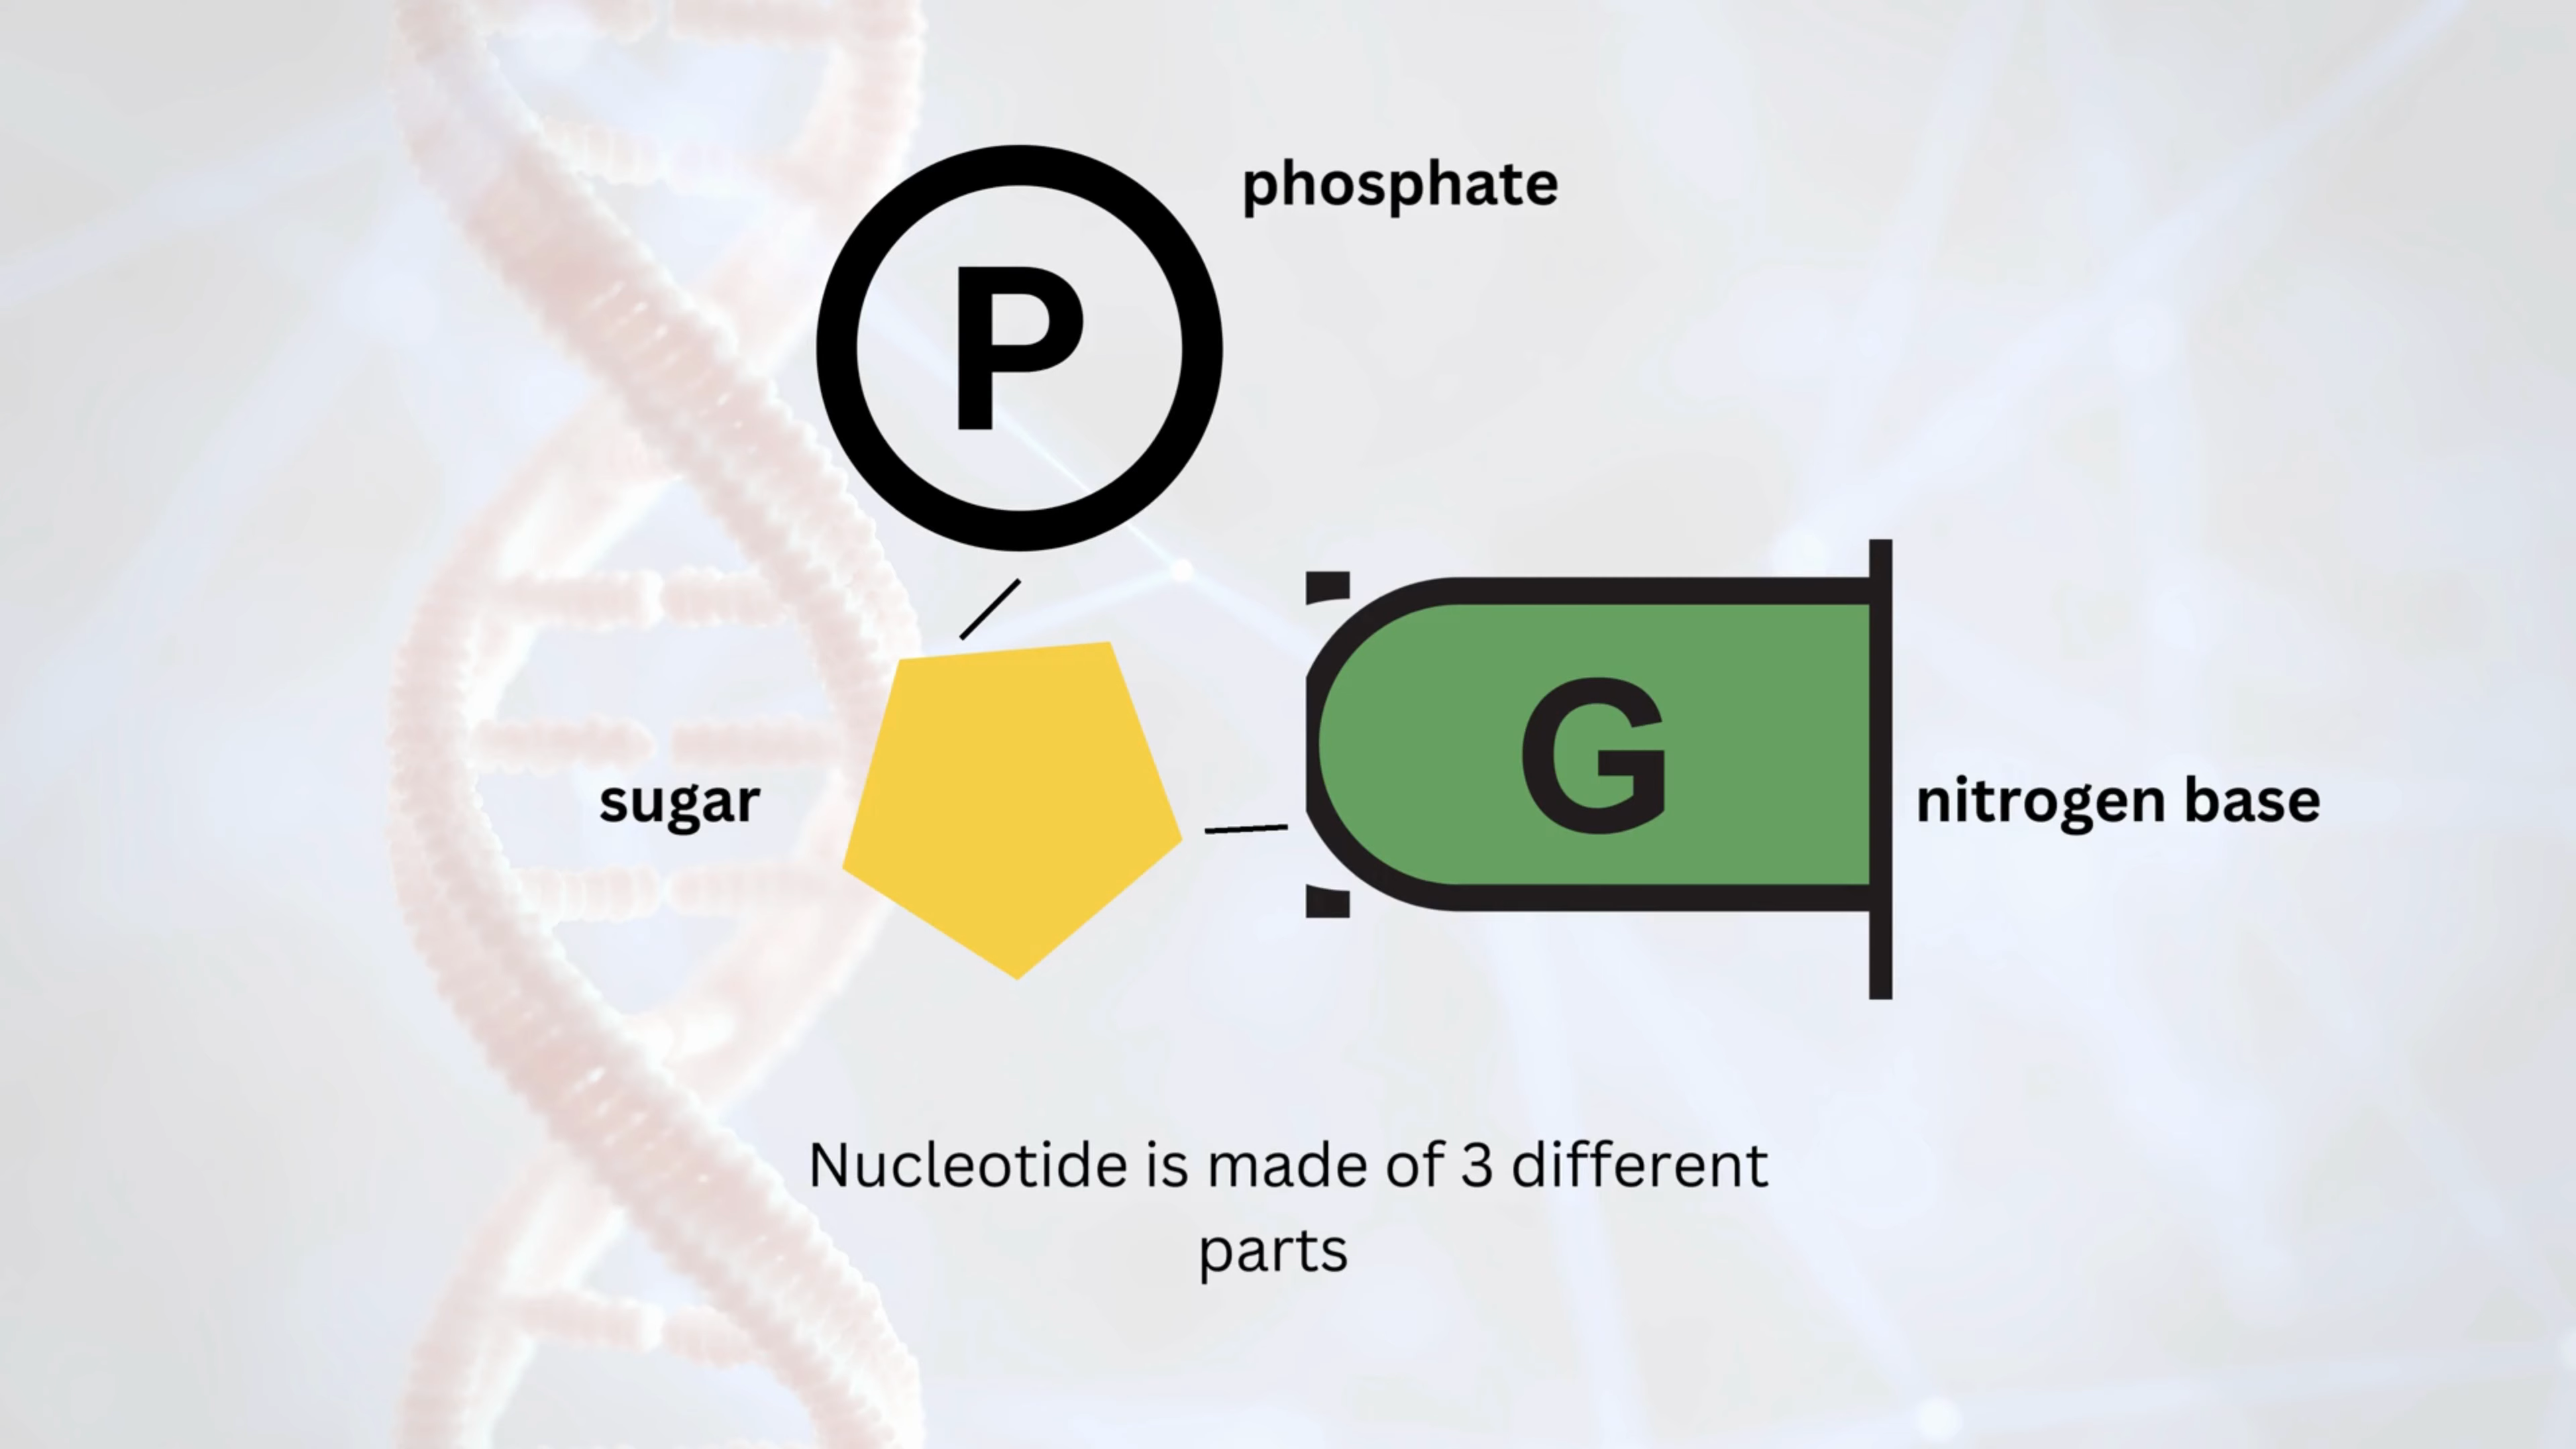 phosphate
P
G
sugar
nitrogen base
Nucleotide is made of 3 different
parts